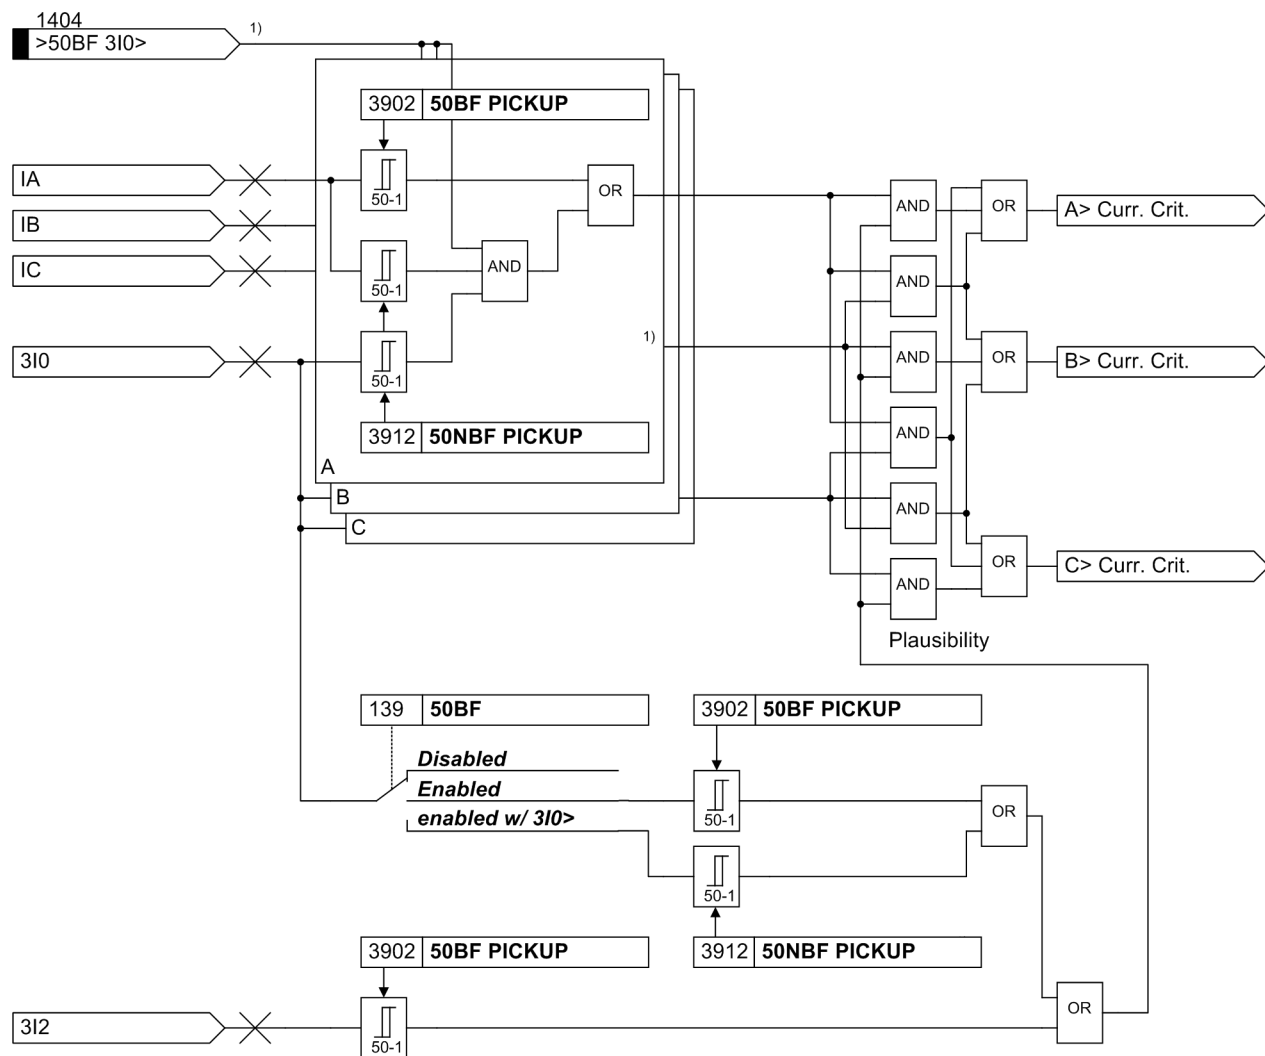 1404
>50BF 3I0>
1)
3902 50BF PICKUP
IA
50-1
OR
AND
OR
A> Curr. Crit.
IB
IC
50-1
AND
AND
3I0
50-1
1)
AND
OR
B> Curr. Crit.
3912 50NBF PICKUP
AND
A
B
AND
C
AND
OR
C> Curr. Crit.
Plausibility
139 50BF
3902 50BF PICKUP
Disabled
Enabled
enabled w/ 3I0>
50-1
OR
50-1
3902 50BF PICKUP
3912 50NBF PICKUP
3I2
50-1
OR